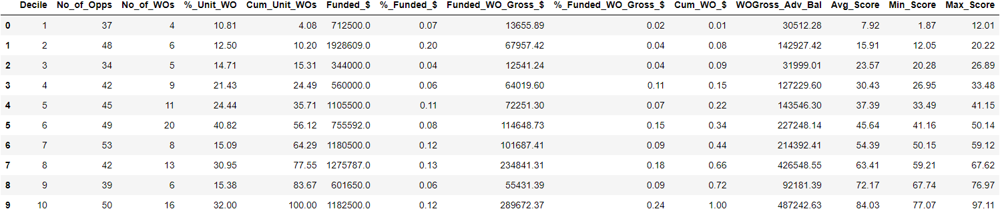 Decile No_of_Opps No_of_WOs %_Unit_WO Cum_Unit_WOs Funded_$ %_Funded_$ Funded_WO_Gross_$ %_Funded_WO_Gross_$ Cum_WO_$ WOGross_Adv_Bal Avg_Score Min_Score Max_Score
0 1 37 4 10.81 4.08 712500.0 0.07 13655.89 0.02 0.01 30512.28 7.92 1.87 12.01
1 2 48 6 12.50 10.20 1928609.0 0.20 67957.42 0.04 0.08 142927.42 15.91 12.05 20.22
2 3 34 5 14.71 15.31 344000.0 0.04 12541.24 0.04 0.09 31999.01 23.57 20.28 26.89
3 4 42 9 21.43 24.49 560000.0 0.06 64019.60 0.11 0.15 127229.60 30.43 26.95 33.48
4 5 45 11 24.44 35.71 1105500.0 0.11 72251.30 0.07 0.22 143546.30 37.39 33.49 41.15
5 6 49 20 40.82 56.12 755592.0 0.08 114648.73 0.15 0.34 227248.14 45.64 41.16 50.14
6 7 53 8 15.09 64.29 1180500.0 0.12 101687.41 0.09 0.44 214392.41 54.39 50.15 59.12
7 8 42 13 30.95 77.55 1275787.0 0.13 234841.31 0.18 0.66 426548.55 63.41 59.21 67.62
8 9 39 6 15.38 83.67 601650.0 0.06 55431.39 0.09 0.72 92181.39 72.17 67.74 76.97
9 10 50 16 32.00 100.00 1182500.0 0.12 289672.37 0.24 1.00 487242.63 84.03 77.07 97.11